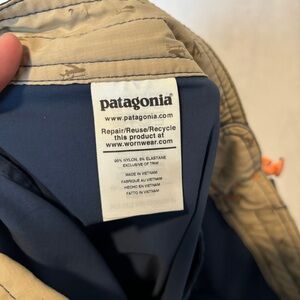 patagonia®
www.patagonia.com
Repair/Reuse/Recycle
this product at
www.wornwear.com
95% NYLON, 5% ELASTANE
EXCLUSIVE OF TRIM
MADE IN VIETNAM
FABRIQUÉ AU VIETNAM
HECHO EN VIETNAM
FATTO IN VIETNAM